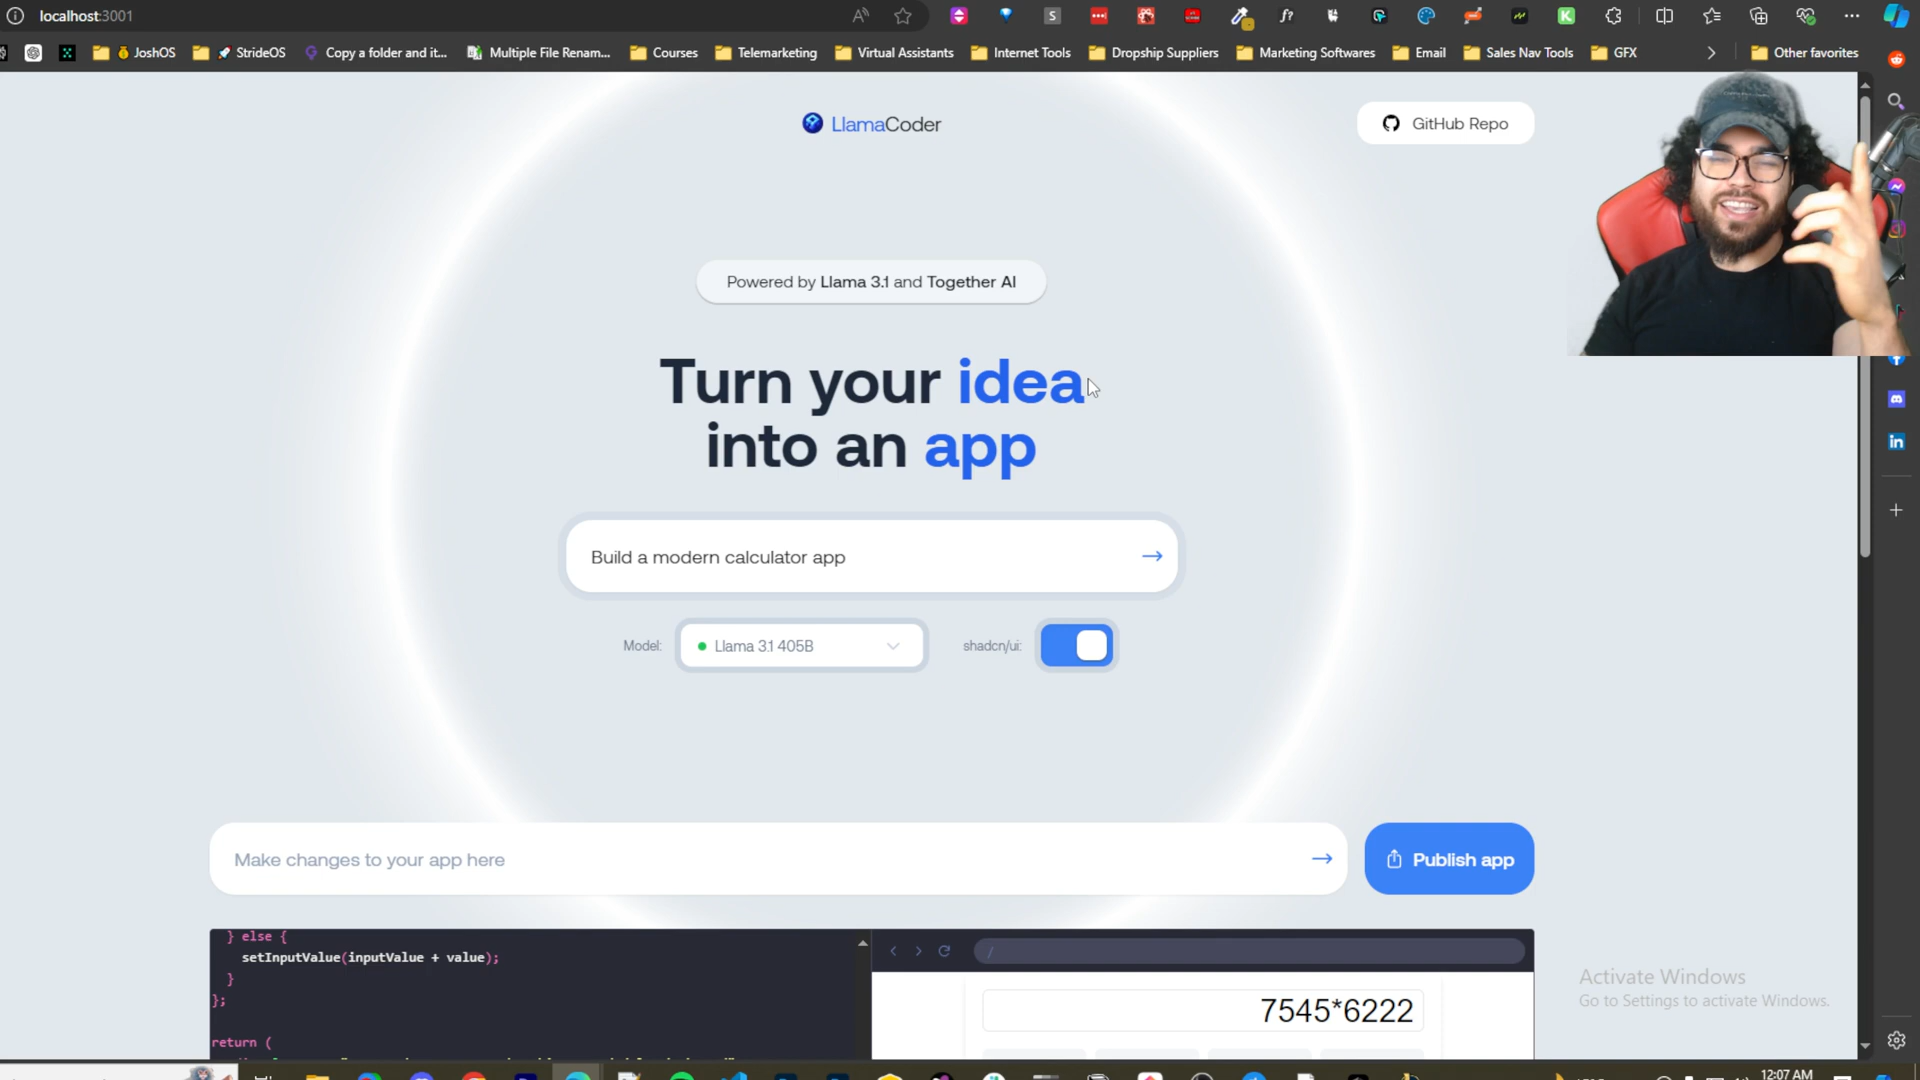 localhost:3001
JoshOS
StrideOS
Copy a folder and it...
Multiple File Renam...
Courses
Telemarketing
Virtual Assistants
Internet Tools
Dropship Suppliers
Marketing Softwares
Email
Sales Nav Tools
GFX
Other favorites
LlamaCoder
GitHub Repo
Powered by Llama 3.1 and Together AI
Turn your idea
into an app
Build a modern calculator app
Model:
Llama 3.1 405B
shadcn/ui:
Make changes to your app here
Publish app
} else {
setInputValue(inputValue + value);
}
};
return (
/
7545*6222
Activate Windows
Go to Settings to activate Windows.
12:07 AM